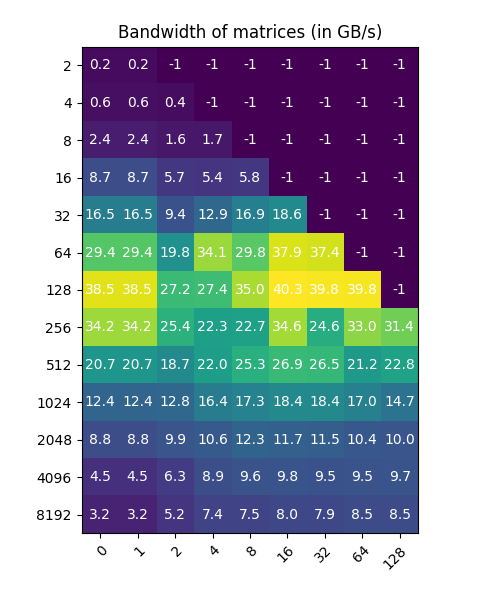 Bandwidth of matrices (in GB/s)
2 0.2 0.2 -1 -1 -1 -1 -1 -1 -1
4 0.6 0.6 0.4 -1 -1 -1 -1 -1 -1
8 2.4 2.4 1.6 1.7 -1 -1 -1 -1 -1
16 8.7 8.7 5.7 5.4 5.8 -1 -1 -1 -1
32 16.5 16.5 9.4 12.9 16.9 18.6 -1 -1 -1
64 29.4 29.4 19.8 34.1 29.8 37.9 37.4 -1 -1
128 38.5 38.5 27.2 27.4 35.0 40.3 39.8 39.8 -1
256 34.2 34.2 25.4 22.3 22.7 34.6 24.6 33.0 31.4
512 20.7 20.7 18.7 22.0 25.3 26.9 26.5 21.2 22.8
1024 12.4 12.4 12.8 16.4 17.3 18.4 18.4 17.0 14.7
2048 8.8 8.8 9.9 10.6 12.3 11.7 11.5 10.4 10.0
4096 4.5 4.5 6.3 8.9 9.6 9.8 9.5 9.5 9.7
8192 3.2 3.2 5.2 7.4 7.5 8.0 7.9 8.5 8.5
0 1 2 4 8 16 32 64 128